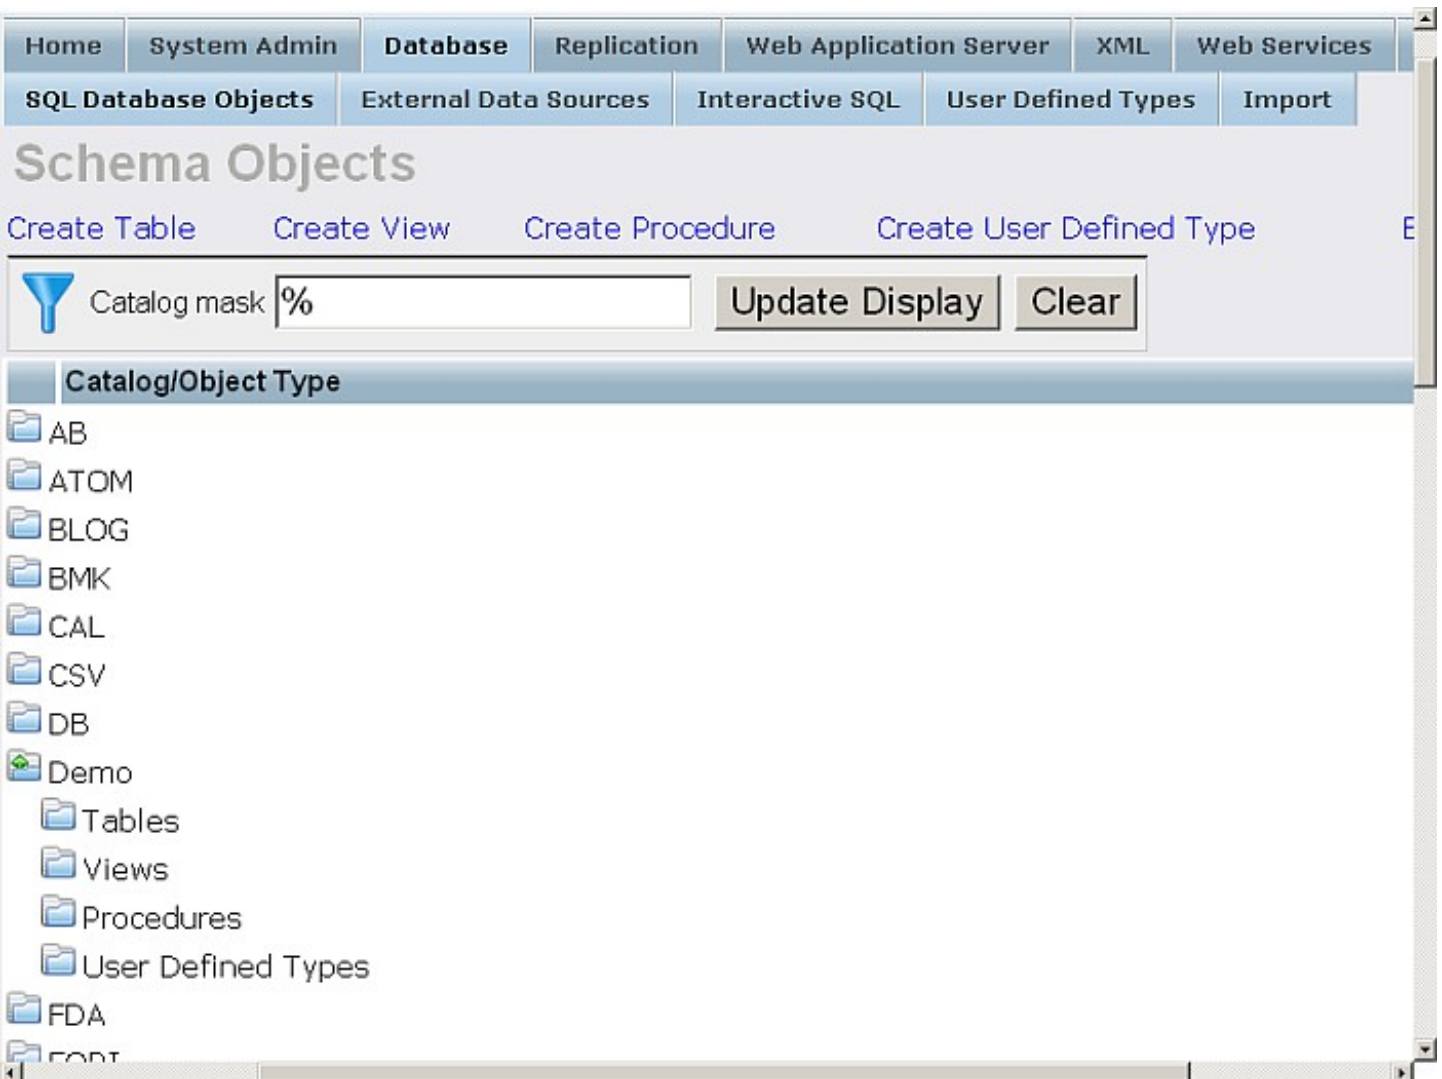 Home System Admin Database Replication Web Application Server XML Web Services
SQL Database Objects External Data Sources Interactive SQL User Defined Types Import
Schema Objects
Create Table Create View Create Procedure Create User Defined Type
Catalog mask % Update Display Clear
Catalog/Object Type
AB
ATOM
BLOG
BMK
CAL
CSV
DB
Demo
Tables
Views
Procedures
User Defined Types
FDA